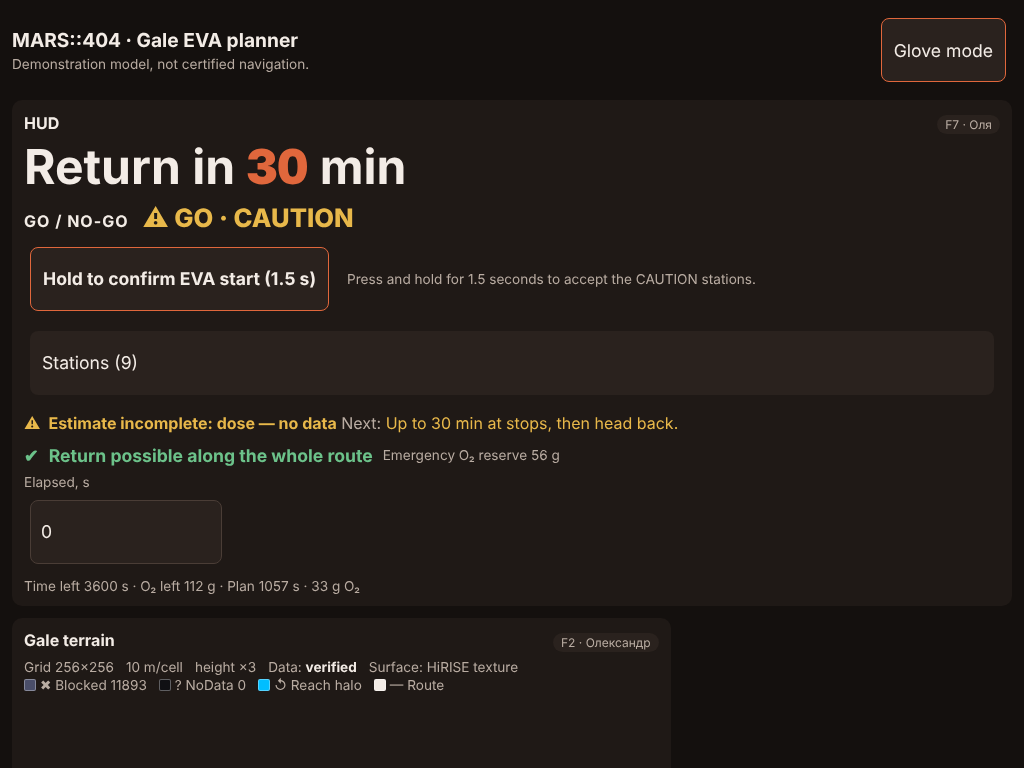 MARS::404 · Gale EVA planner
Demonstration model, not certified navigation.
Glove mode
HUD
F7 · Оля
Return in 30 min
GO / NO-GO ⚠ GO · CAUTION
Hold to confirm EVA start (1.5 s)
Press and hold for 1.5 seconds to accept the CAUTION stations.
Stations (9)
⚠ Estimate incomplete: dose — no data Next: Up to 30 min at stops, then head back.
✔ Return possible along the whole route Emergency O₂ reserve 56 g
Elapsed, s
0
Time left 3600 s · O₂ left 112 g · Plan 1057 s · 33 g O₂
Gale terrain
F2 · Олександр
Grid 256×256 10 m/cell height ×3 Data: verified Surface: HiRISE texture
✖ Blocked 11893 ? NoData 0 ↺ Reach halo — Route